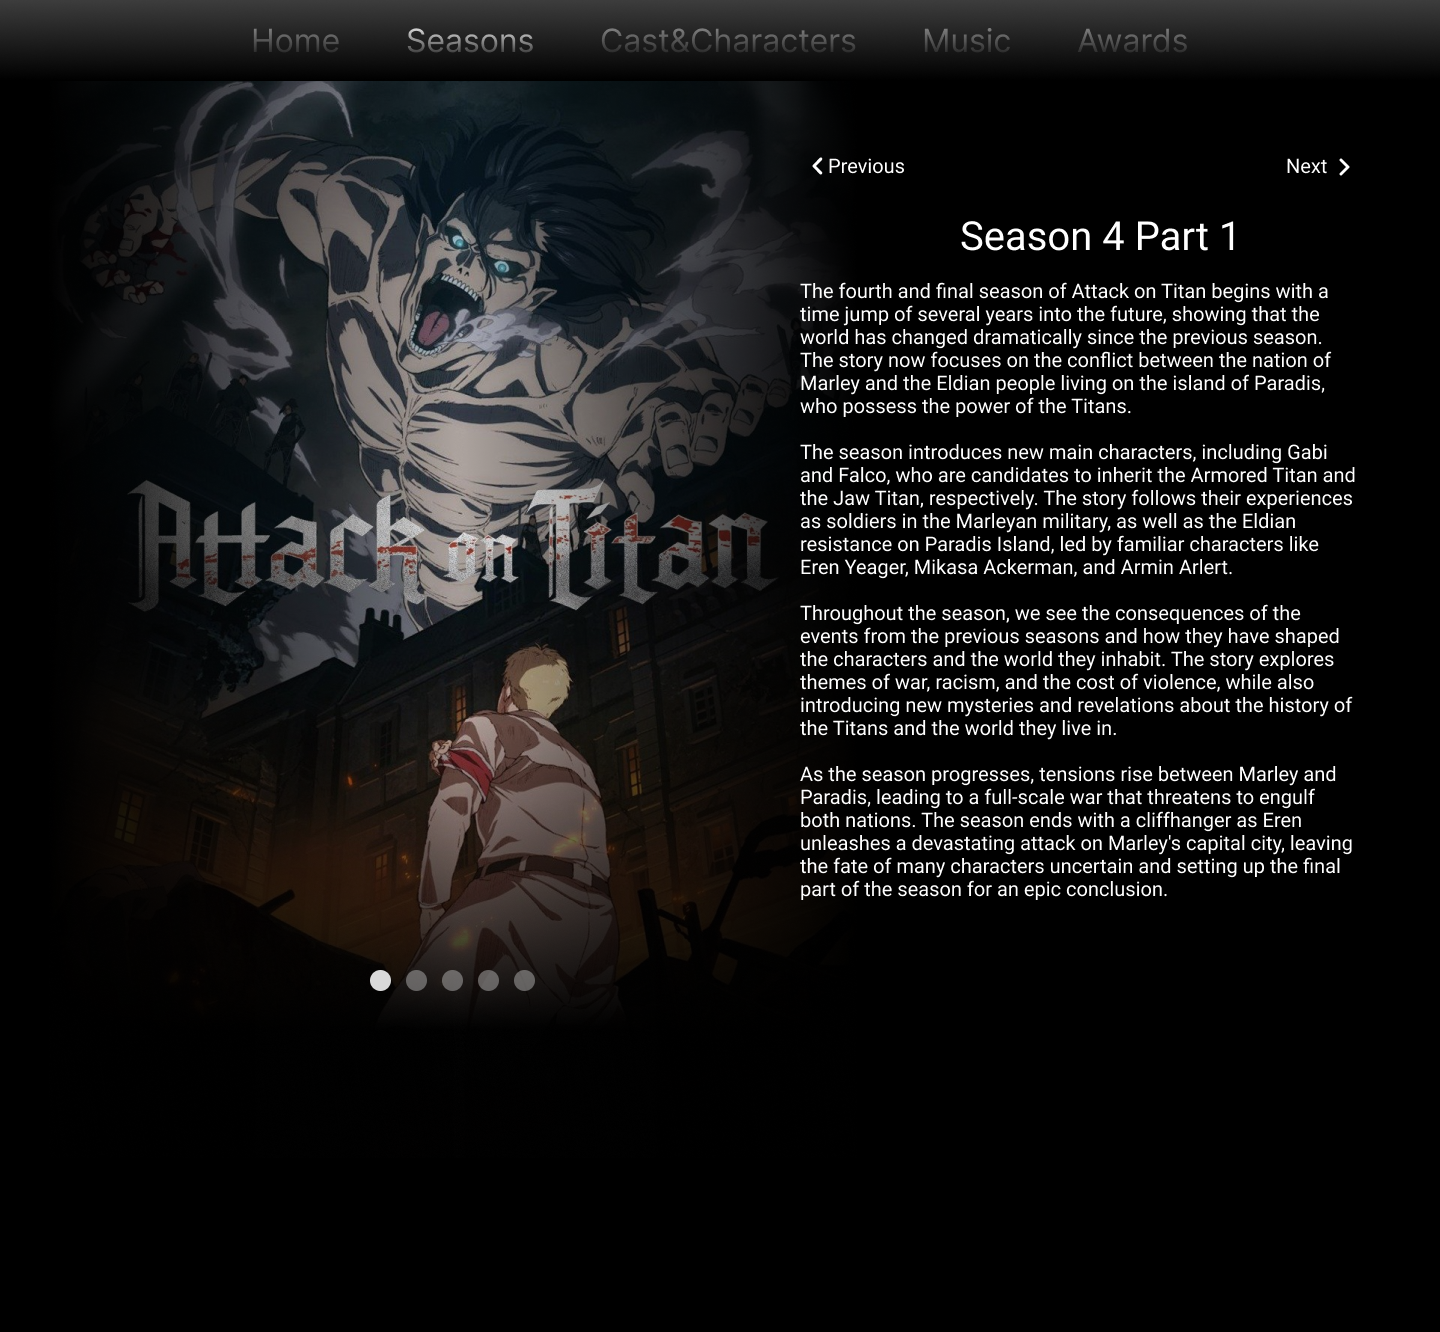 Home Seasons Cast&Characters Music Awards
Previous Next
Season 4 Part 1
The fourth and final season of Attack on Titan begins with a
time jump of several years into the future, showing that the
world has changed dramatically since the previous season.
The story now focuses on the conflict between the nation of
Marley and the Eldian people living on the island of Paradis,
who possess the power of the Titans.
The season introduces new main characters, including Gabi
and Falco, who are candidates to inherit the Armored Titan and
the Jaw Titan, respectively. The story follows their experiences
as soldiers in the Marleyan military, as well as the Eldian
resistance on Paradis Island, led by familiar characters like
Eren Yeager, Mikasa Ackerman, and Armin Arlert.
Throughout the season, we see the consequences of the
events from the previous seasons and how they have shaped
the characters and the world they inhabit. The story explores
themes of war, racism, and the cost of violence, while also
introducing new mysteries and revelations about the history of
the Titans and the world they live in.
As the season progresses, tensions rise between Marley and
Paradis, leading to a full-scale war that threatens to engulf
both nations. The season ends with a cliffhanger as Eren
unleashes a devastating attack on Marley's capital city, leaving
the fate of many characters uncertain and setting up the final
part of the season for an epic conclusion.
Attack on Titan